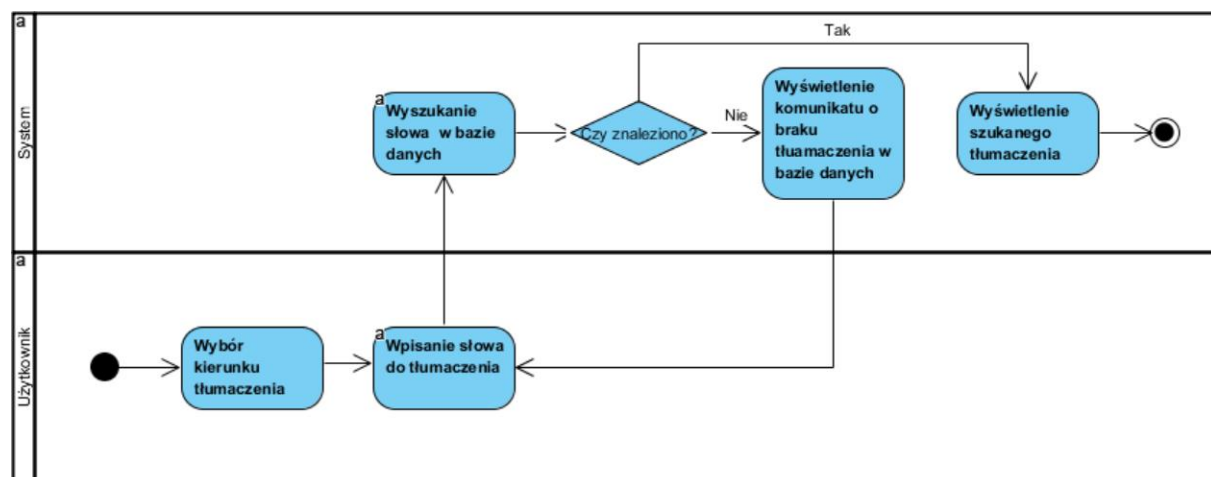 a
System
Tak
a
Wyszukanie
słowa w bazie
danych
Czy znaleziono?
Nie
Wyświetlenie
komunikatu o
braku
tłuamaczenia w
bazie danych
Wyświetlenie
szukanego
tłumaczenia
a
Użytkownik
Wybór
kierunku
tłumaczenia
a
Wpisanie słowa
do tłumaczenia